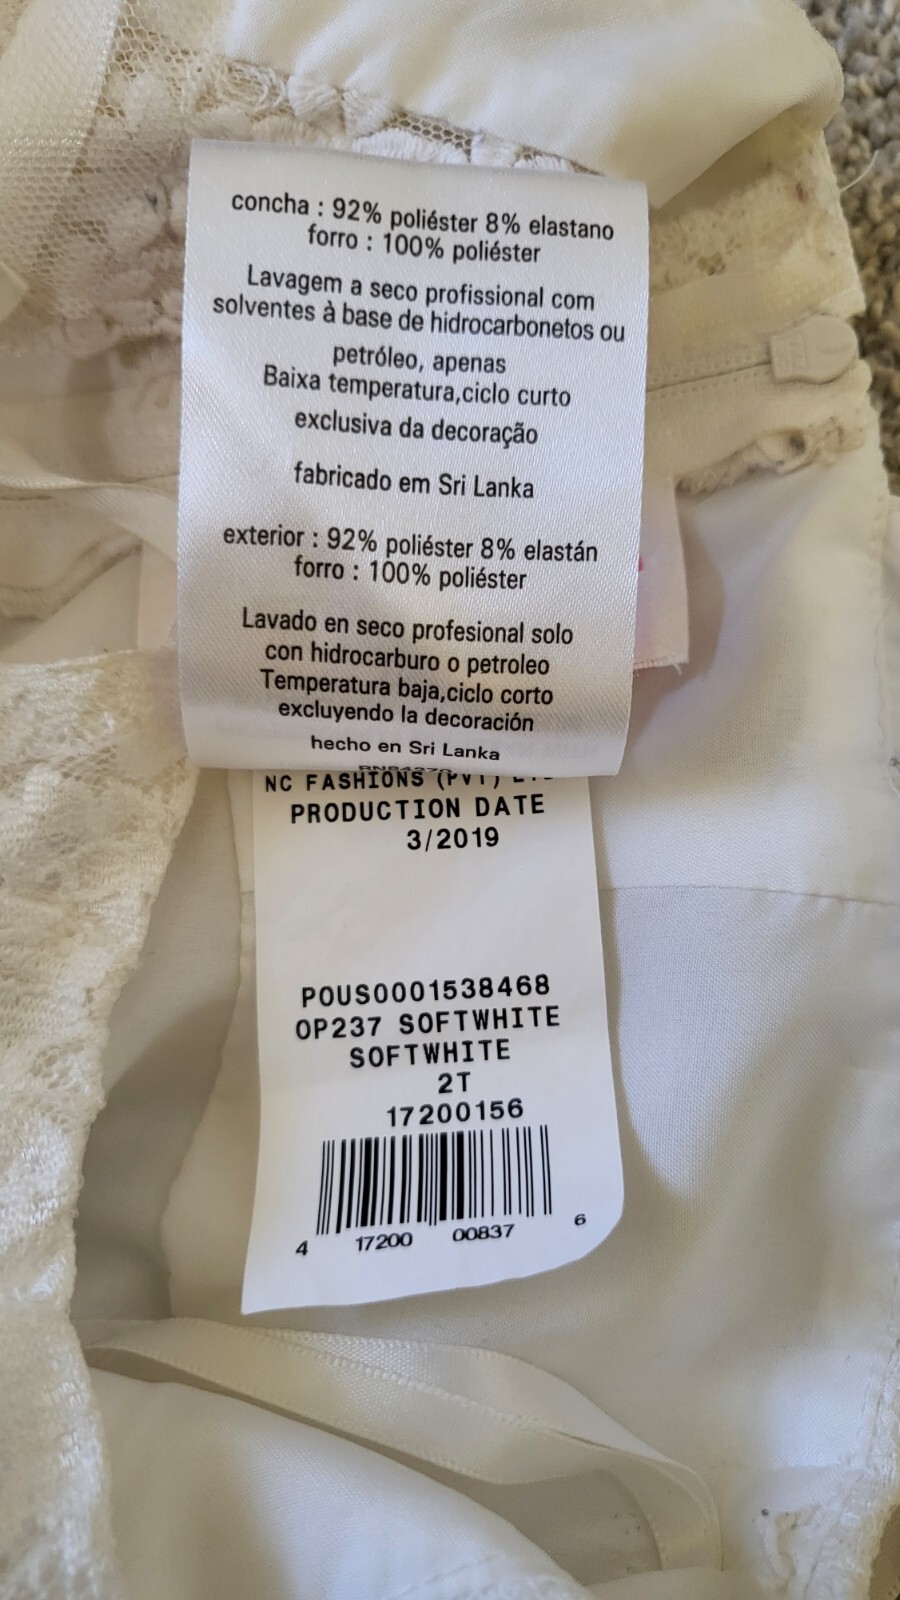 concha : 92% poliéster 8% elastano
forro : 100% poliéster
Lavagem a seco profissional com
solventes à base de hidrocarbonetos ou
petróleo, apenas
Baixa temperatura,ciclo curto
exclusiva da decoração
fabricado em Sri Lanka
exterior : 92% poliéster 8% elastán
forro : 100% poliéster
Lavado en seco profesional solo
con hidrocarburo o petroleo
Temperatura baja,ciclo corto
excluyendo la decoración
hecho en Sri Lanka
NC FASHIONS (PVT)
PRODUCTION DATE
3/2019
POUS0001538468
OP237 SOFTWHITE
SOFTWHITE
2T
17200156
4 17200 00837 6